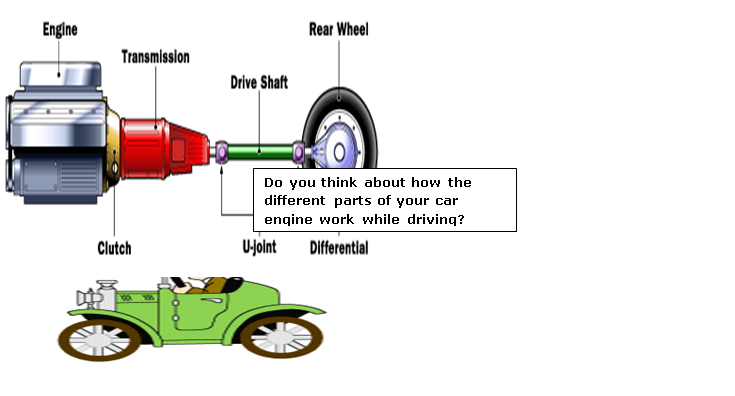 Engine
Rear Wheel
Transmission
Drive Shaft
Do you think about how the
different parts of your car
engine work while driving?
Clutch
U-joint
Differential